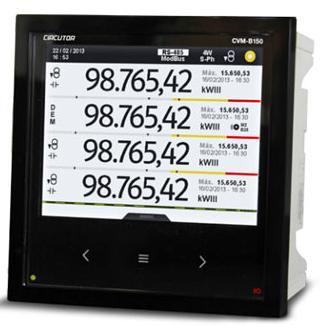 CIRCUTOR CVM-B150
22 / 02 / 2013 RS-485 4W
16 : 53 ModBus S-Ph
98.765,42 kWIII Máx. 15.650,53
16/02/2013 - 16:30
DEM 98.765,42 kWIII Máx. 15.650,53
16/02/2013 - 16:30
98.765,42 kWIII Máx. 15.650,53
16/02/2013 - 16:30
98.765,42 kWIII Máx. 15.650,53
16/02/2013 - 16:30